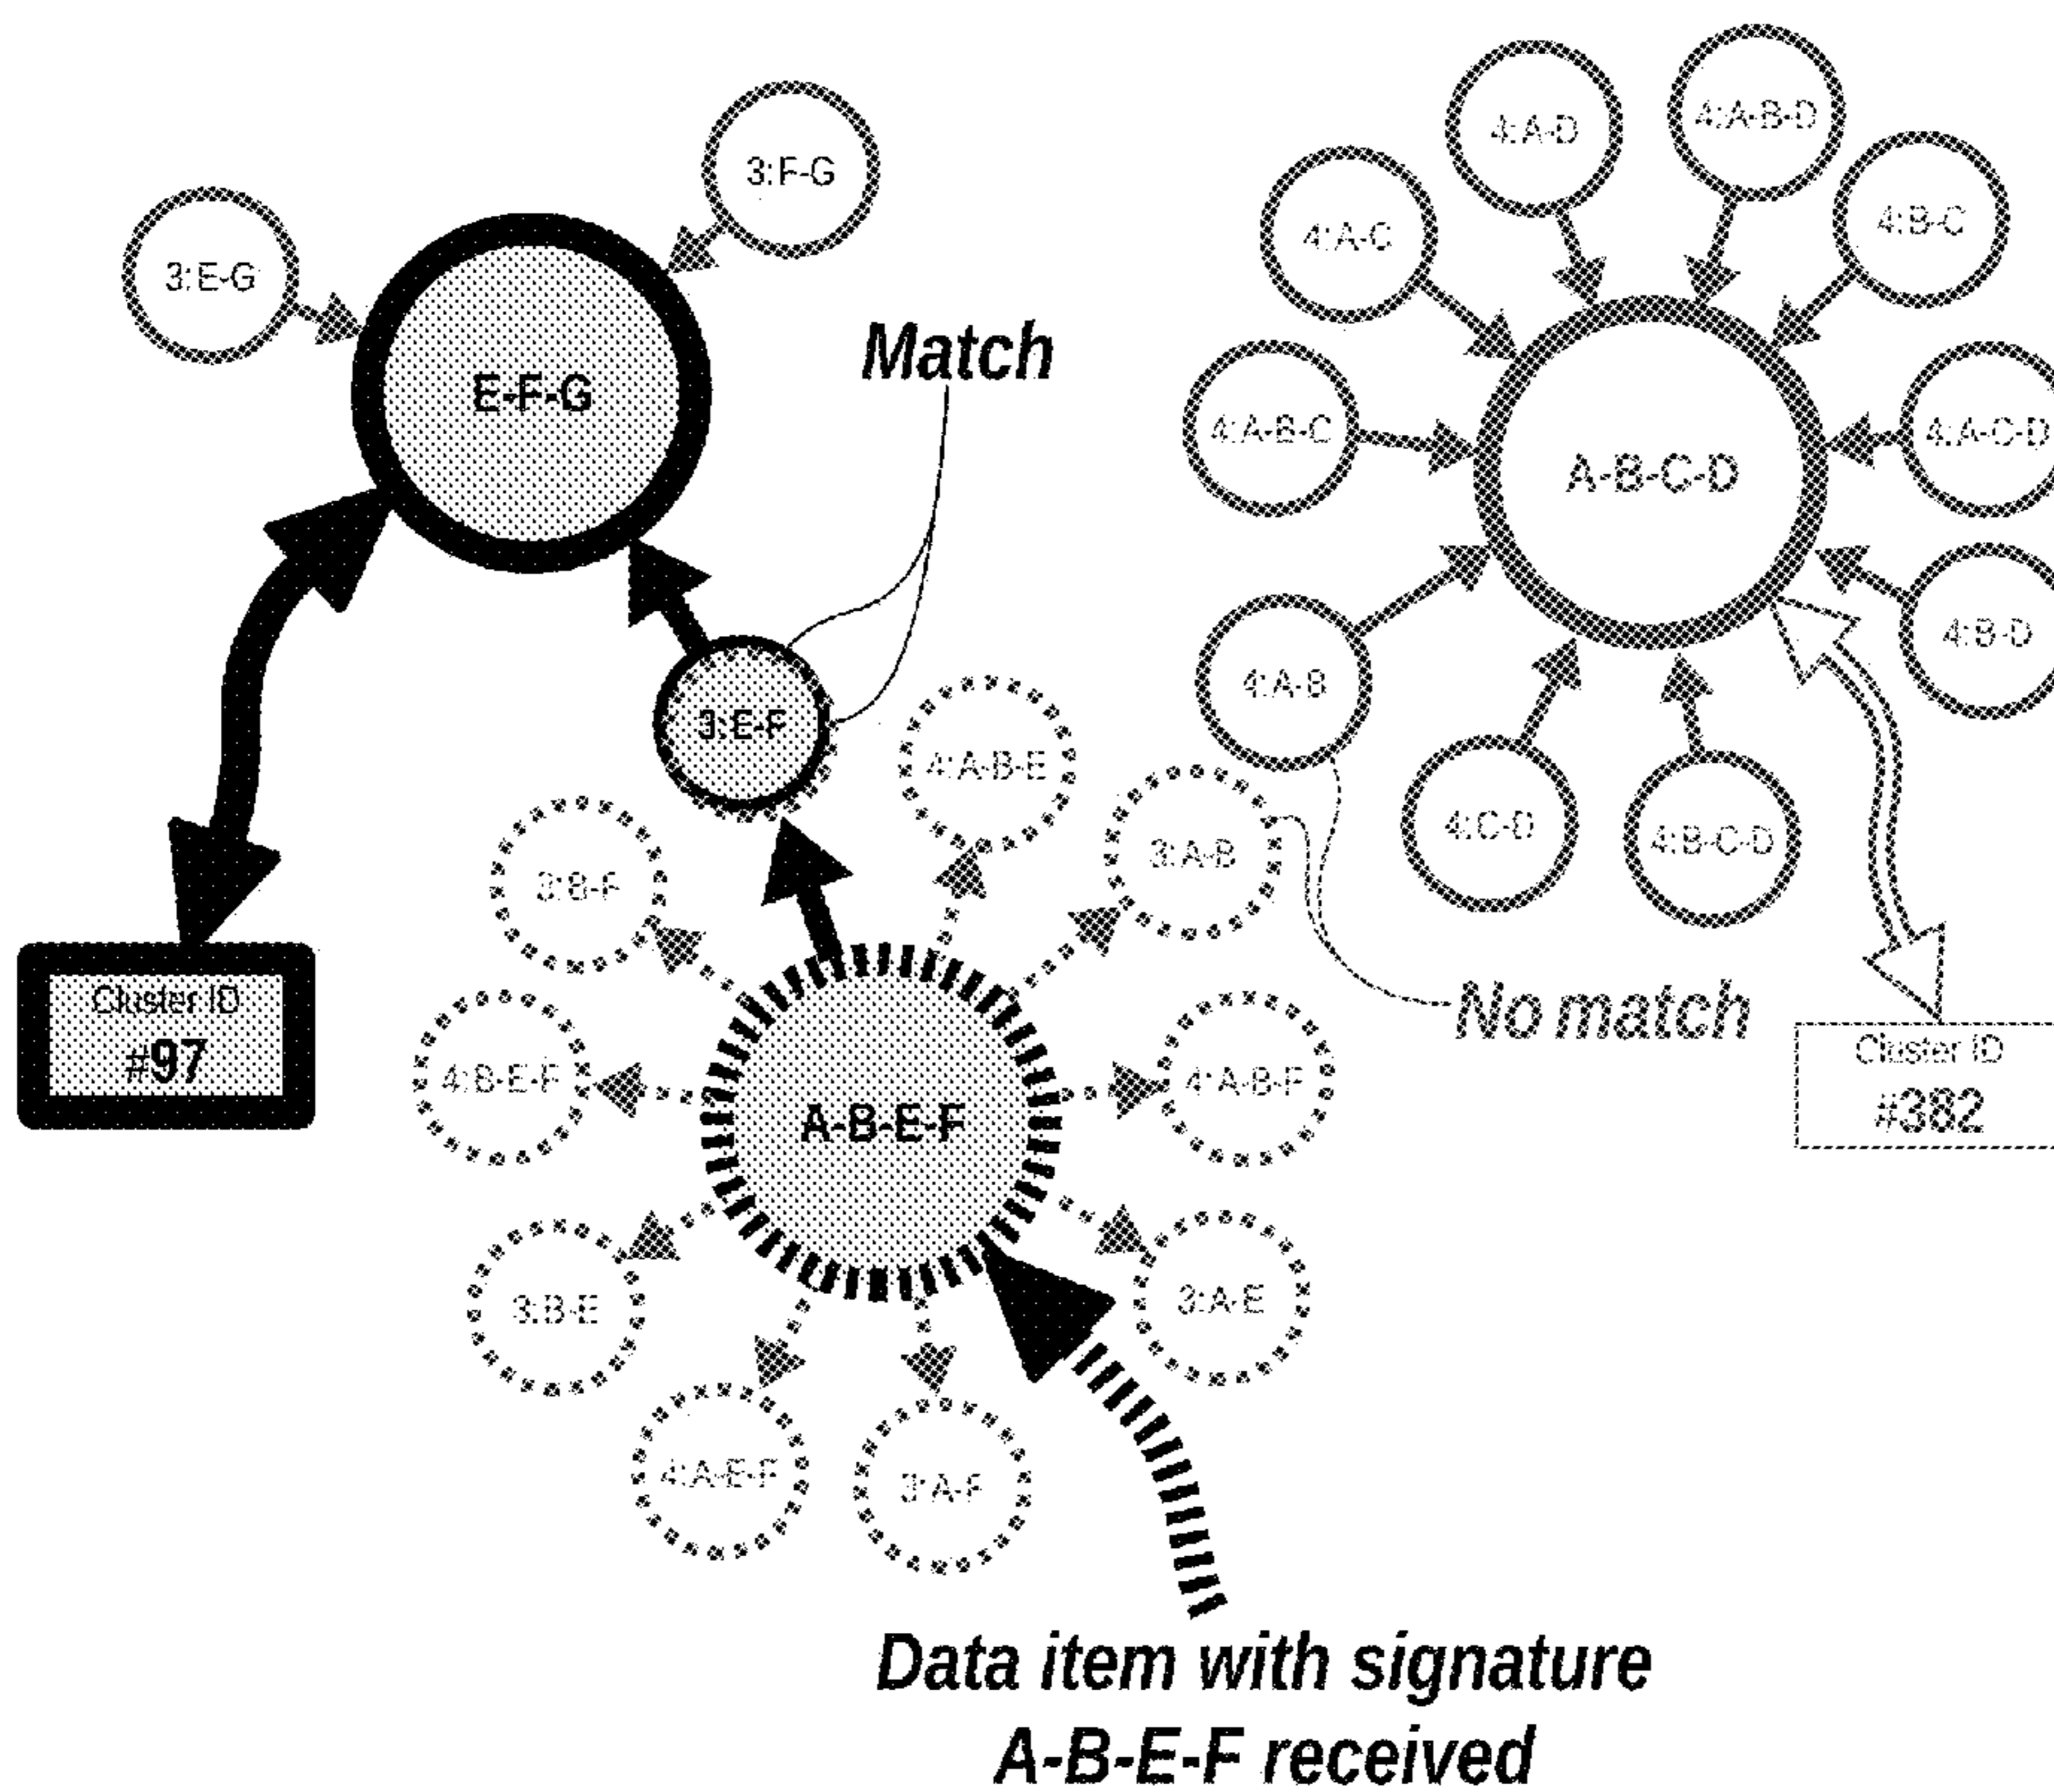 4:A-D
4:A-B-D
3:F-G
4:A-C
4:B-C
3:E-G
Match
E-F-G
4:A-B-C
4:A-C-D
A-B-C-D
4:B-D
4:A-B
3:E-F
4:A-B-E
3:A-B
4:C-D
4:B-C-D
3:B-F
Cluster ID
#97
No match
4:B-E-F
4:A-B-F
Cluster ID
#382
A-B-E-F
3:B-E
3:A-E
4:A-E-F
3:A-F
Data item with signature
A-B-E-F received